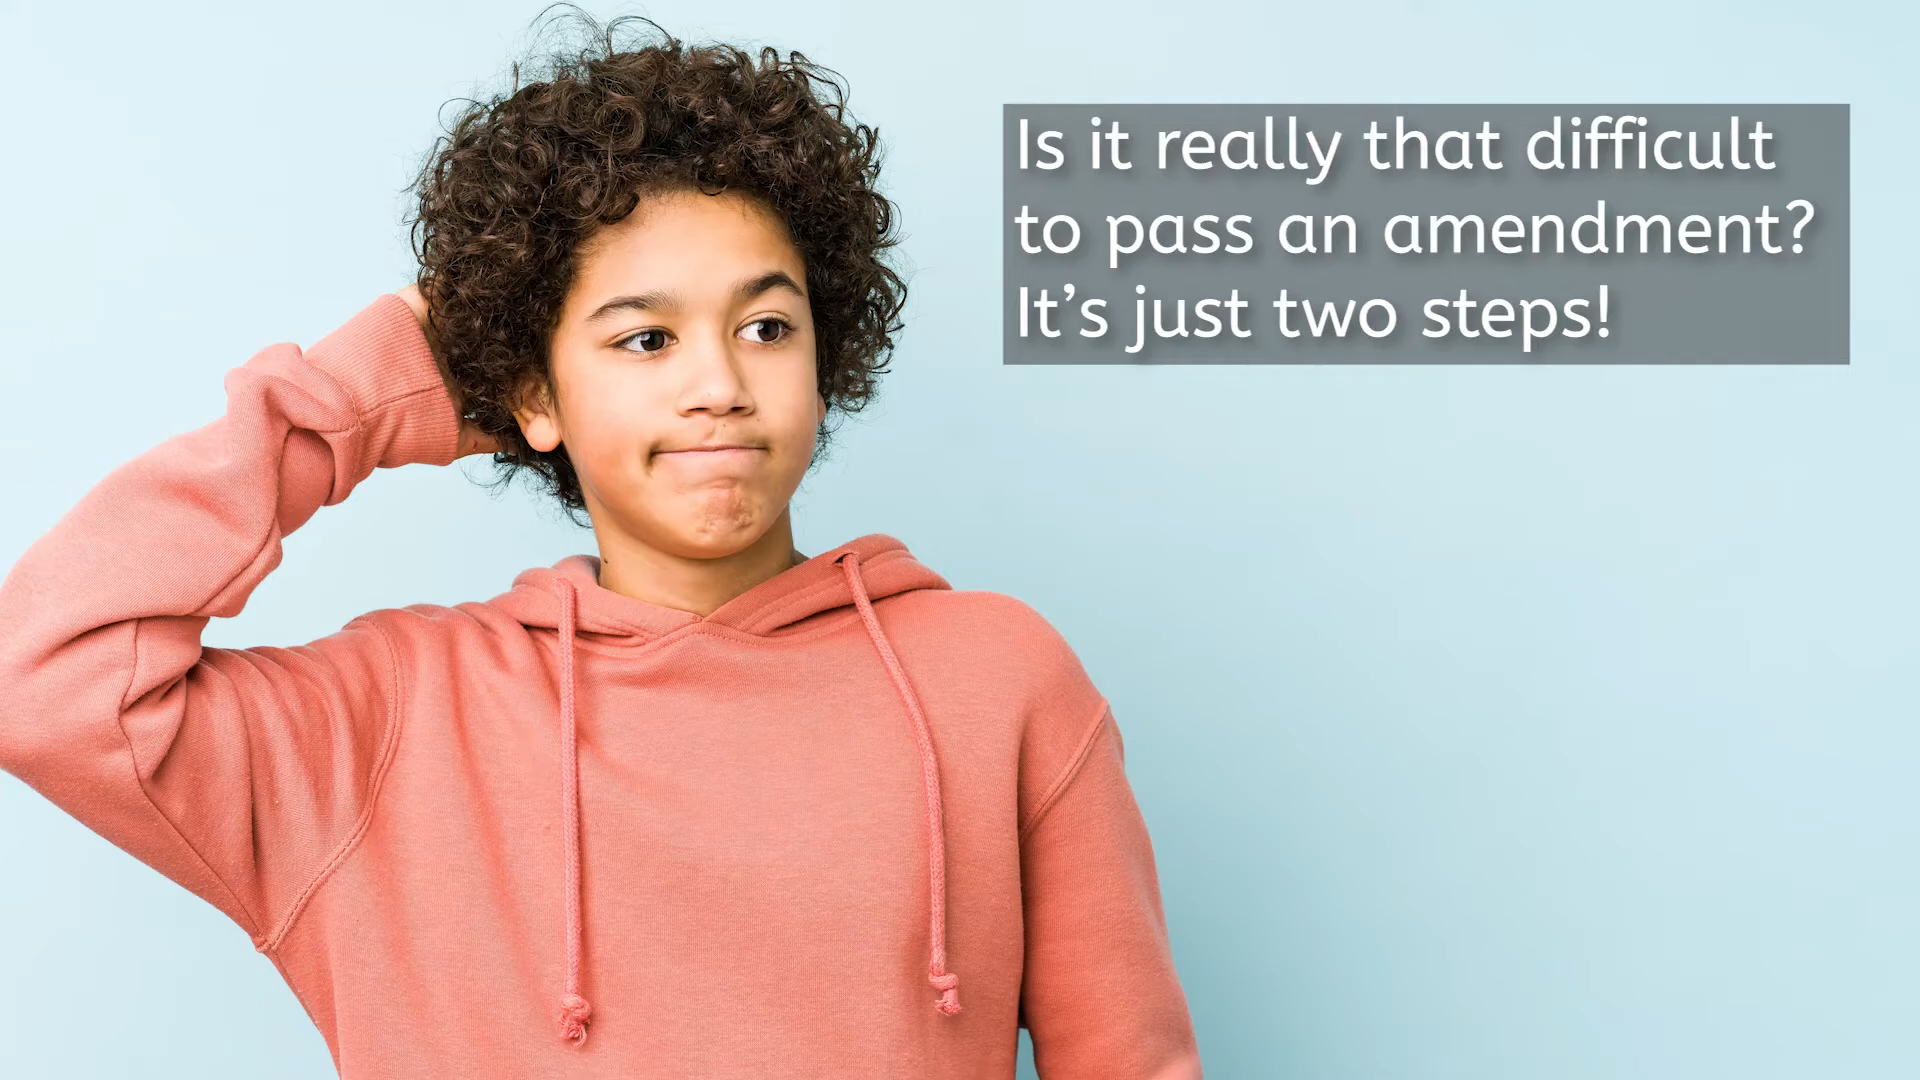 Is it really that difficult
to pass an amendment?
It’s just two steps!